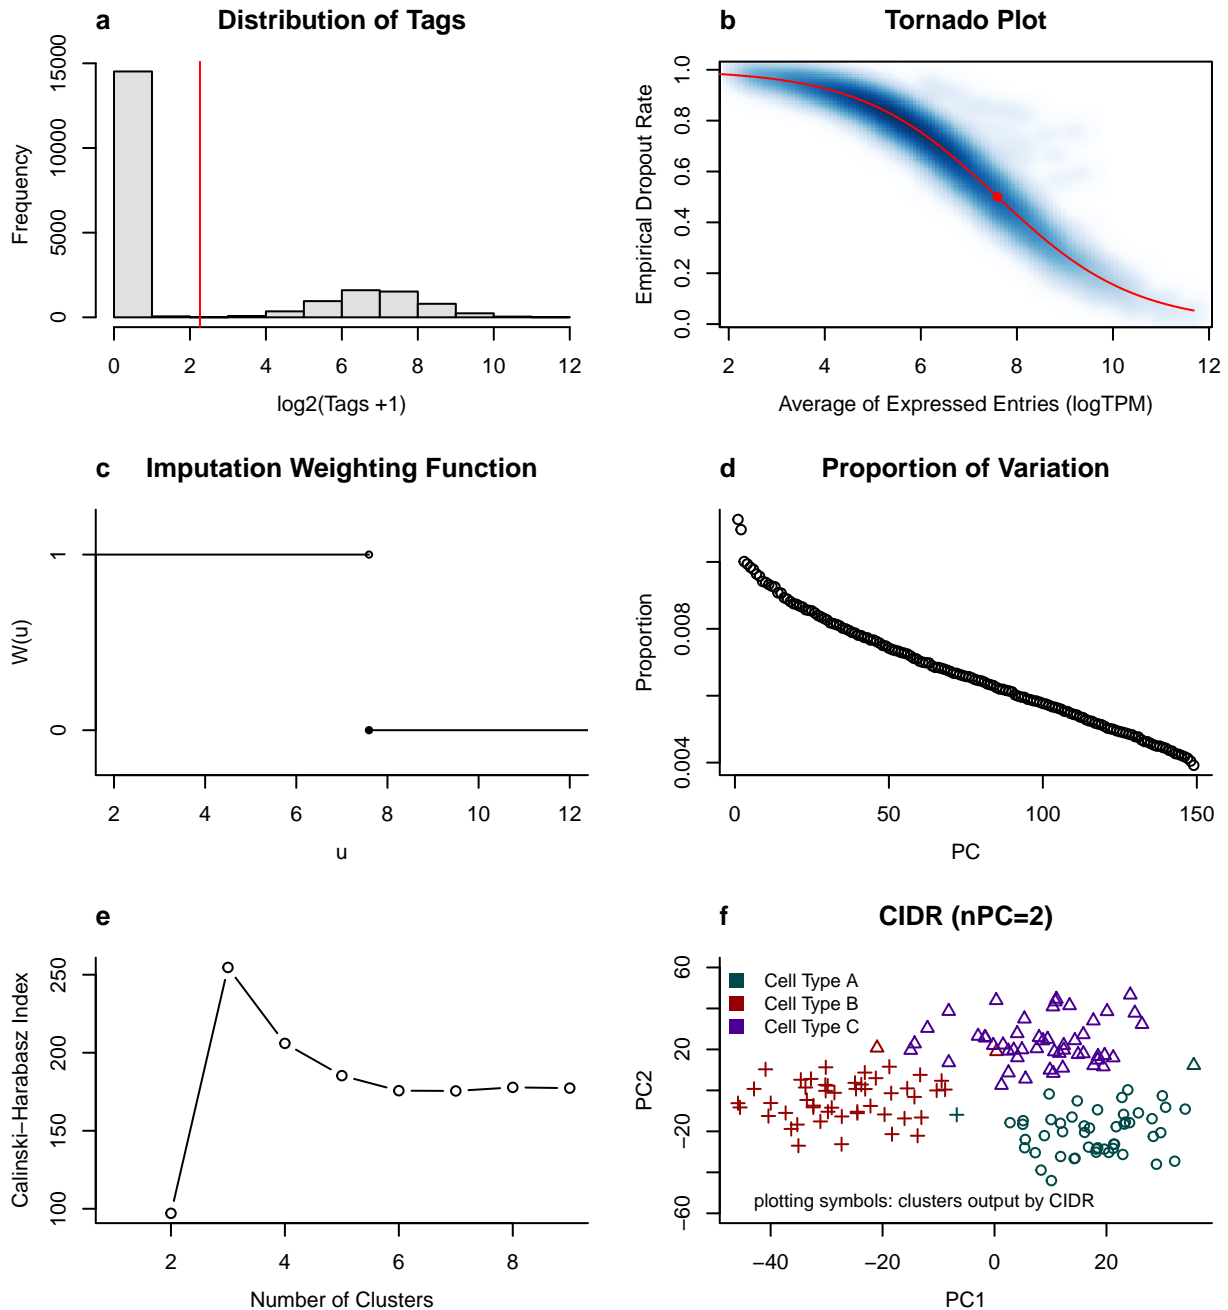 a Distribution of Tags
Frequency
0 5000 10000 15000
0 2 4 6 8 10 12
log2(Tags +1)
b Tornado Plot
Empirical Dropout Rate
0.0 0.2 0.4 0.6 0.8 1.0
2 4 6 8 10 12
Average of Expressed Entries (logTPM)
c Imputation Weighting Function
W(u)
0 1
2 4 6 8 10 12
u
d Proportion of Variation
Proportion
0.004 0.008
0 50 100 150
PC
e
Calinski−Harabasz Index
100 150 200 250
2 4 6 8
Number of Clusters
f CIDR (nPC=2)
PC2
−60 −20 20 60
Cell Type A
Cell Type B
Cell Type C
plotting symbols: clusters output by CIDR
−40 −20 0 20
PC1